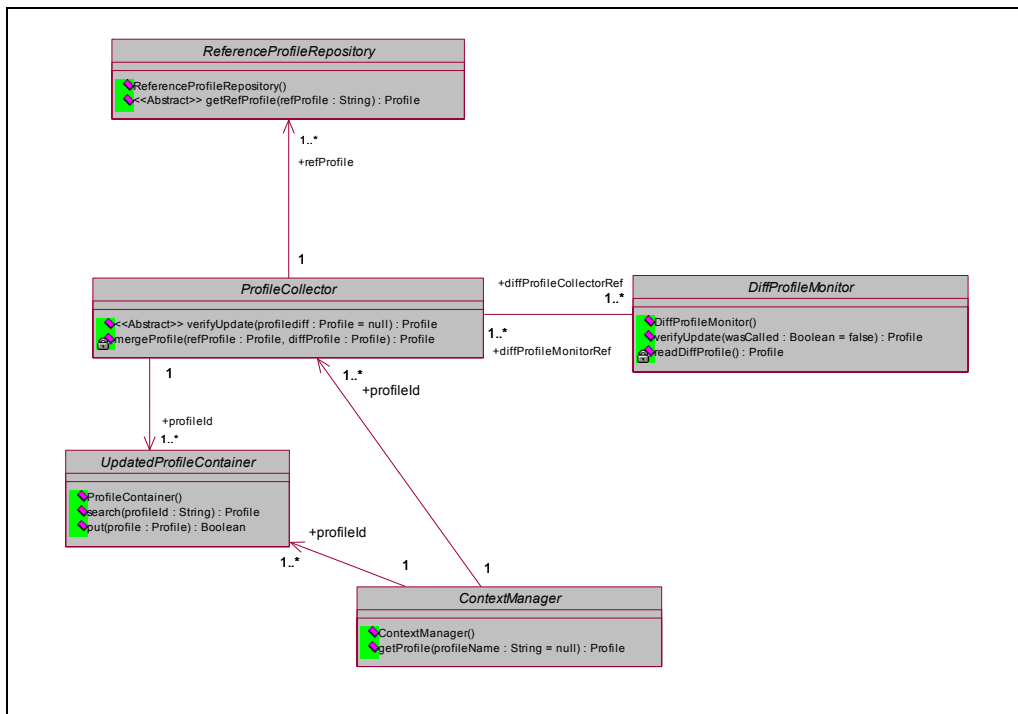 ReferenceProfileRepository
ReferenceProfileRepository()
<<Abstract>> getRefProfile(refProfile : String) : Profile
1..*
+refProfile
1
ProfileCollector
<<Abstract>> verifyUpdate(profilediff : Profile = null) : Profile
mergeProfile(refProfile : Profile, diffProfile : Profile) : Profile
+diffProfileCollectorRef
1..*
1..*
+diffProfileMonitorRef
DiffProfileMonitor
DiffProfileMonitor()
verifyUpdate(wasCalled : Boolean = false) : Profile
readDiffProfile() : Profile
1
+profileId
1..*
1..*
+profileId
UpdatedProfileContainer
ProfileContainer()
search(profileId : String) : Profile
put(profile : Profile) : Boolean
+profileId
1..*
1
1
ContextManager
ContextManager()
getProfile(profileName : String = null) : Profile